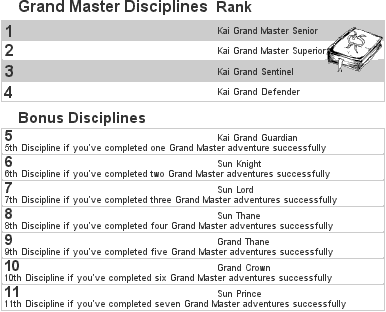 Grand Master Disciplines Rank
1 Kai Grand Master Senior
2 Kai Grand Master Superior
3 Kai Grand Sentinel
4 Kai Grand Defender
Bonus Disciplines
5 Kai Grand Guardian
5th Discipline if you've completed one Grand Master adventure successfully
6 Sun Knight
6th Discipline if you've completed two Grand Master adventures successfully
7 Sun Lord
7th Discipline if you've completed three Grand Master adventures successfully
8 Sun Thane
8th Discipline if you've completed four Grand Master adventures successfully
9 Grand Thane
9th Discipline if you've completed five Grand Master adventures successfully
10 Grand Crown
10th Discipline if you've completed six Grand Master adventures successfully
11 Sun Prince
11th Discipline if you've completed seven Grand Master adventures successfully